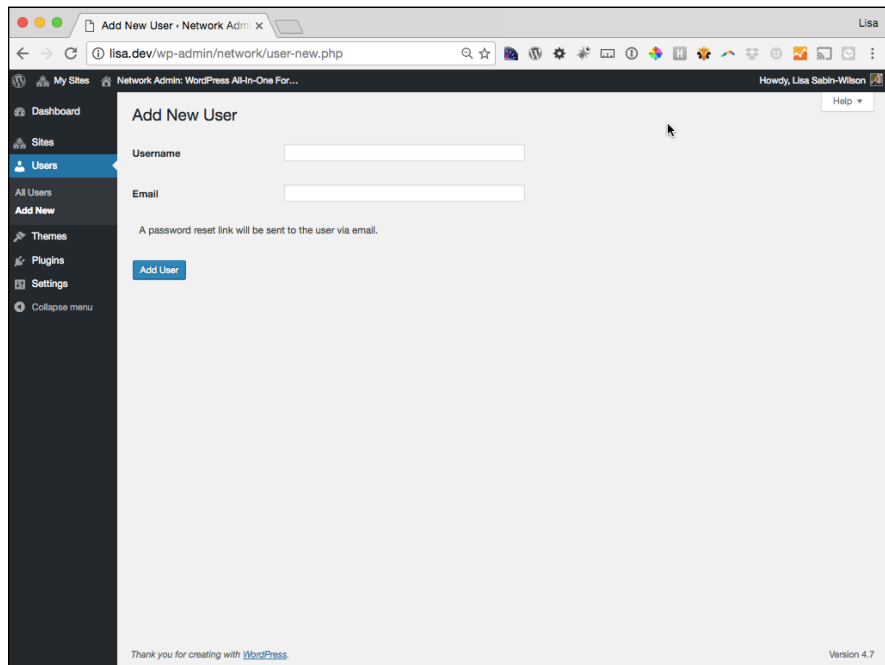 Add New User ‹ Network Adm
Lisa
lisa.dev/wp-admin/network/user-new.php
My Sites
Network Admin: WordPress All-In-One For…
Howdy, Lisa Sabin-Wilson
Help
Dashboard
Sites
Users
All Users
Add New
Themes
Plugins
Settings
Collapse menu
Add New User
Username
Email
A password reset link will be sent to the user via email.
Add User
Thank you for creating with WordPress.
Version 4.7